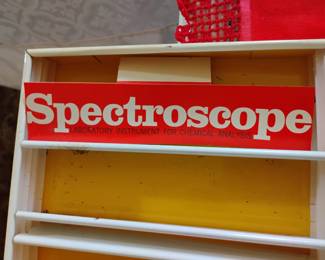 Spectroscope
LABORATORY INSTRUMENT FOR CHEMICAL ANALYSIS